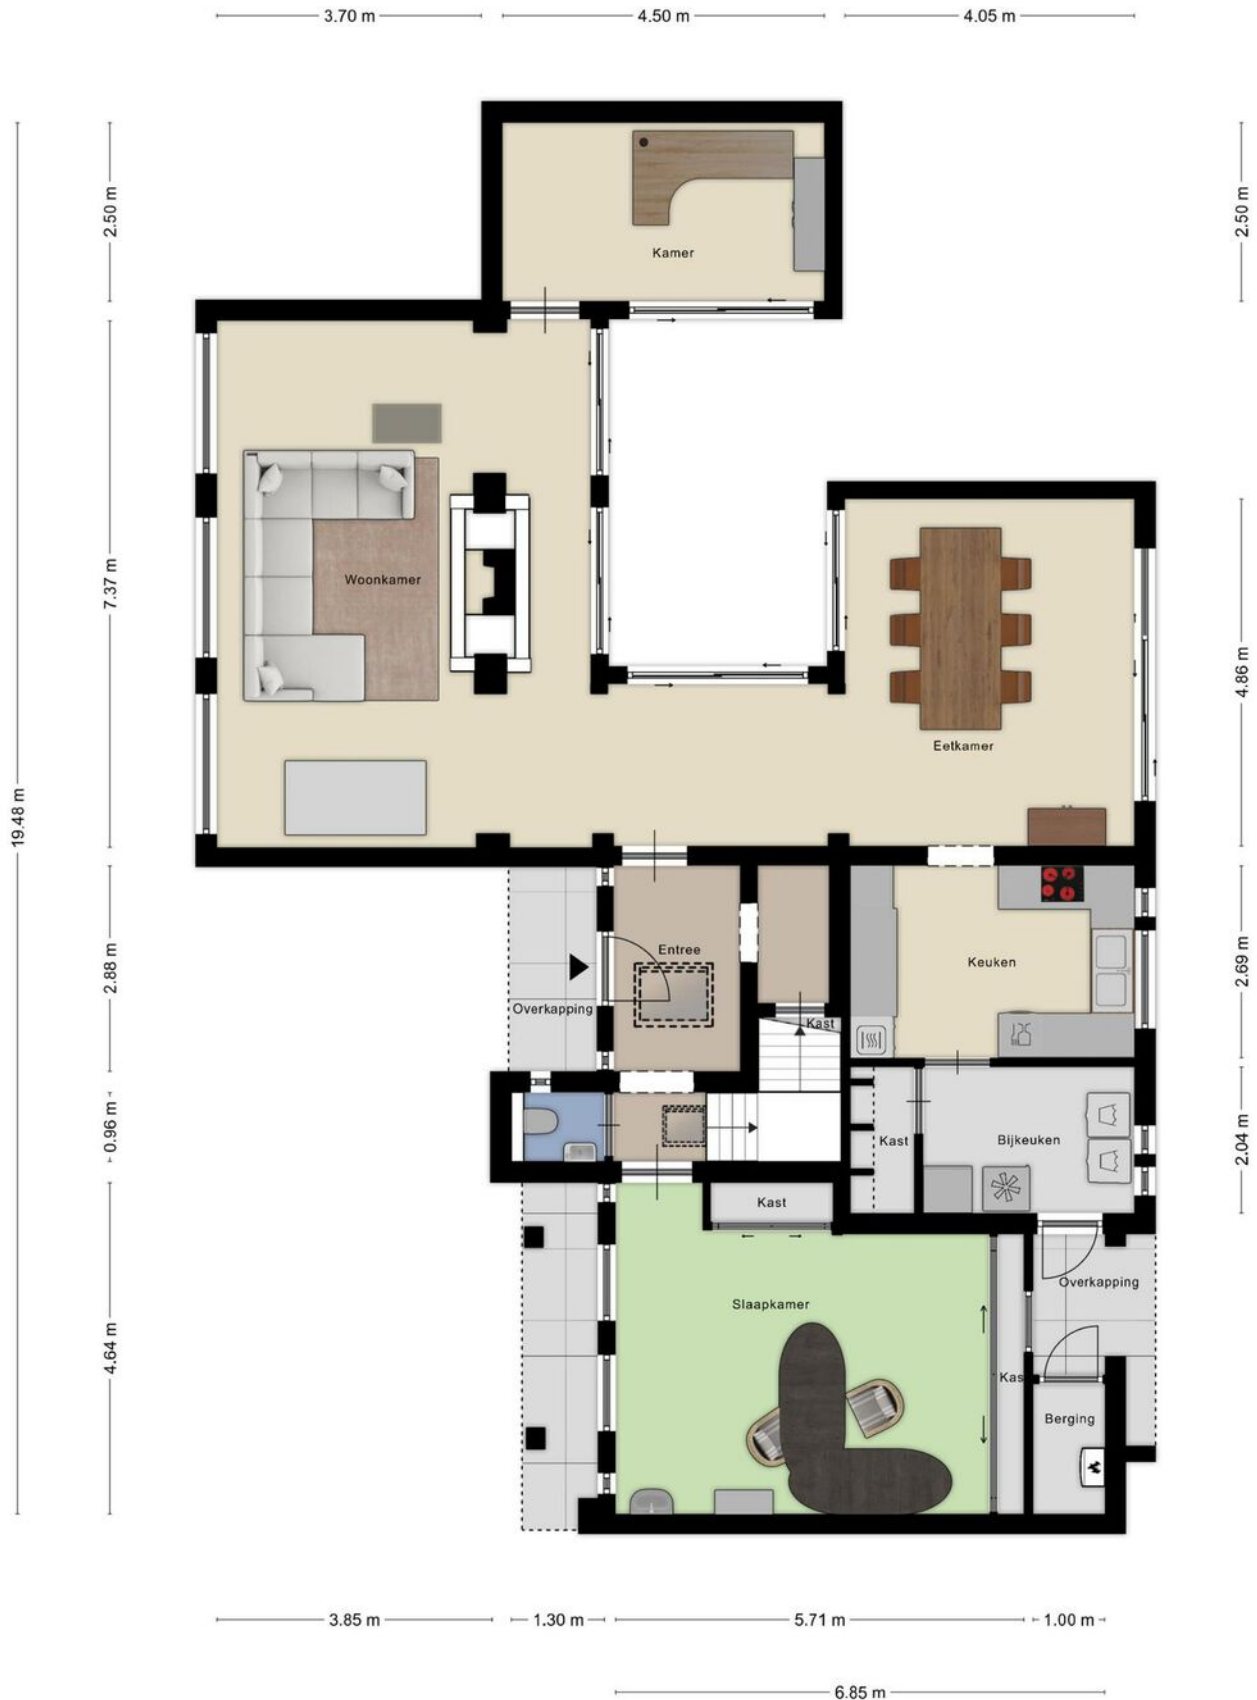 3.70 m
4.50 m
4.05 m
2.50 m
2.50 m
Kamer
7.37 m
Woonkamer
4.86 m
Eetkamer
19.48 m
2.88 m
Entree
Keuken
2.69 m
Overkapping
Kast
0.96 m
Kast
Bijkeuken
2.04 m
Kast
Overkapping
Slaapkamer
4.64 m
Kas
Berging
3.85 m
1.30 m
5.71 m
1.00 m
6.85 m